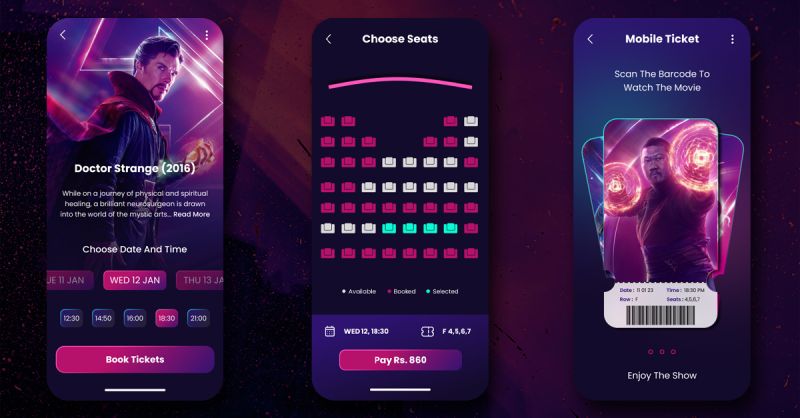 Doctor Strange (2016)
While on a journey of physical and spiritual
healing, a brilliant neurosurgeon is drawn
into the world of the mystic arts... Read More
Choose Date And Time
UE 11 JAN
WED 12 JAN
THU 13 JA
12:30
14:50
16:00
18:30
21:00
Book Tickets
Choose Seats
Available
Booked
Selected
WED 12, 18:30
F 4,5,6,7
Pay Rs. 860
Mobile Ticket
Scan The Barcode To
Watch The Movie
Date : 11 01 23
Time : 18:30 PM
Row : F
Seats : 4,5,6,7
Enjoy The Show